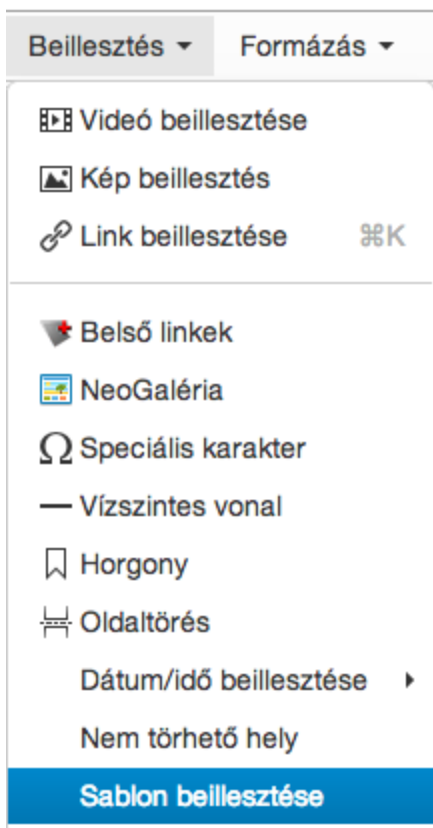 Beillesztés Formázás
Videó beillesztése
Kép beillesztés
Link beillesztése ⌘K
Belső linkek
NeoGaléria
Speciális karakter
Vízszintes vonal
Horgony
Oldaltörés
Dátum/idő beillesztése
Nem törhető hely
Sablon beillesztése